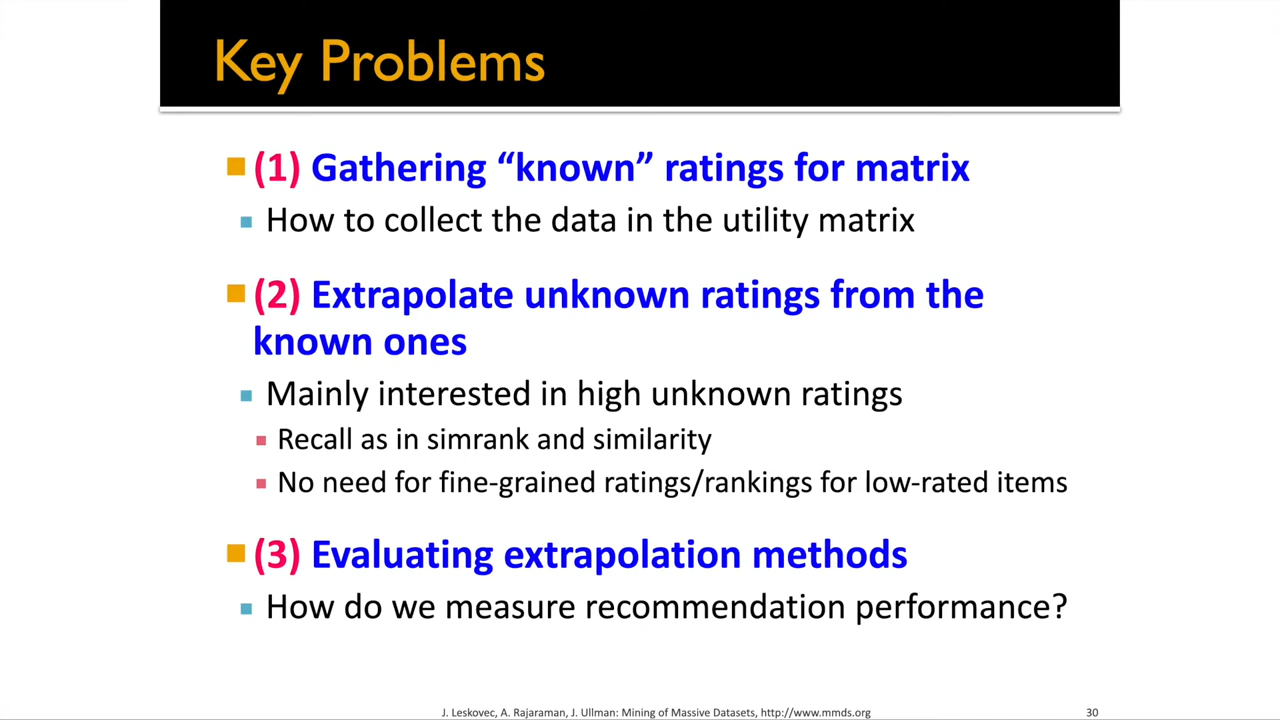 Key Problems
(1) Gathering “known” ratings for matrix
How to collect the data in the utility matrix
(2) Extrapolate unknown ratings from the
known ones
Mainly interested in high unknown ratings
Recall as in simrank and similarity
No need for fine-grained ratings/rankings for low-rated items
(3) Evaluating extrapolation methods
How do we measure recommendation performance?
J. Leskovec, A. Rajaraman, J. Ullman: Mining of Massive Datasets, http://www.mmds.org 30